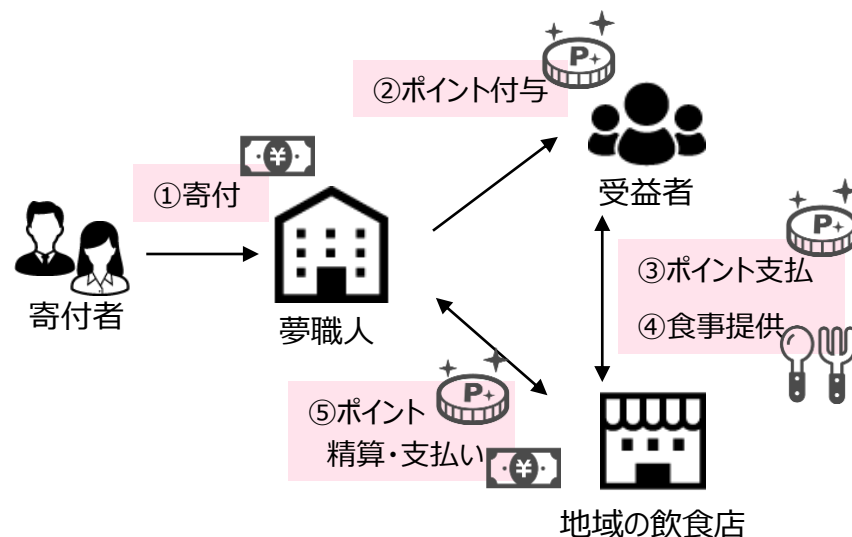 ②ポイント付与
P+
受益者
①寄付
¥
寄付者
夢職人
P+
③ポイント支払
④食事提供
P+
⑤ポイント
精算・支払い
¥
地域の飲食店